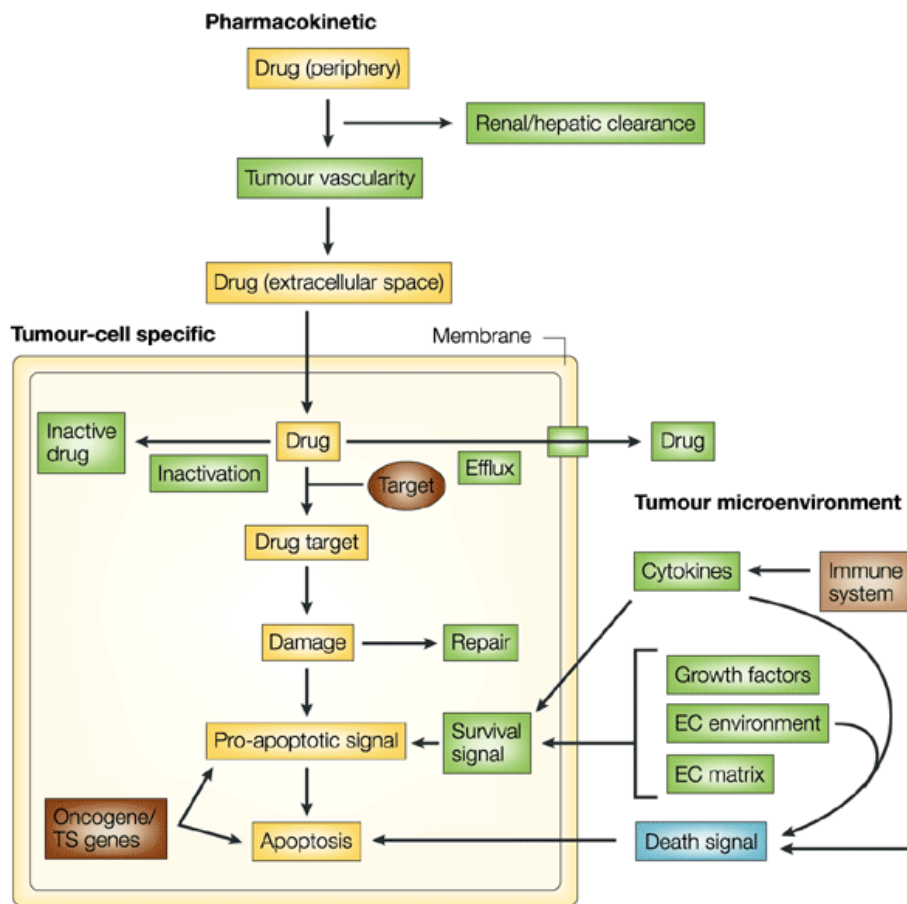 Pharmacokinetic
Drug (periphery)
Renal/hepatic clearance
Tumour vascularity
Drug (extracellular space)
Tumour-cell specific
Membrane
Inactive
drug
Inactivation
Drug
Efflux
Drug
Target
Drug target
Tumour microenvironment
Cytokines
Immune
system
Damage
Repair
Growth factors
Pro-apoptotic signal
Survival
signal
EC environment
EC matrix
Oncogene/
TS genes
Apoptosis
Death signal